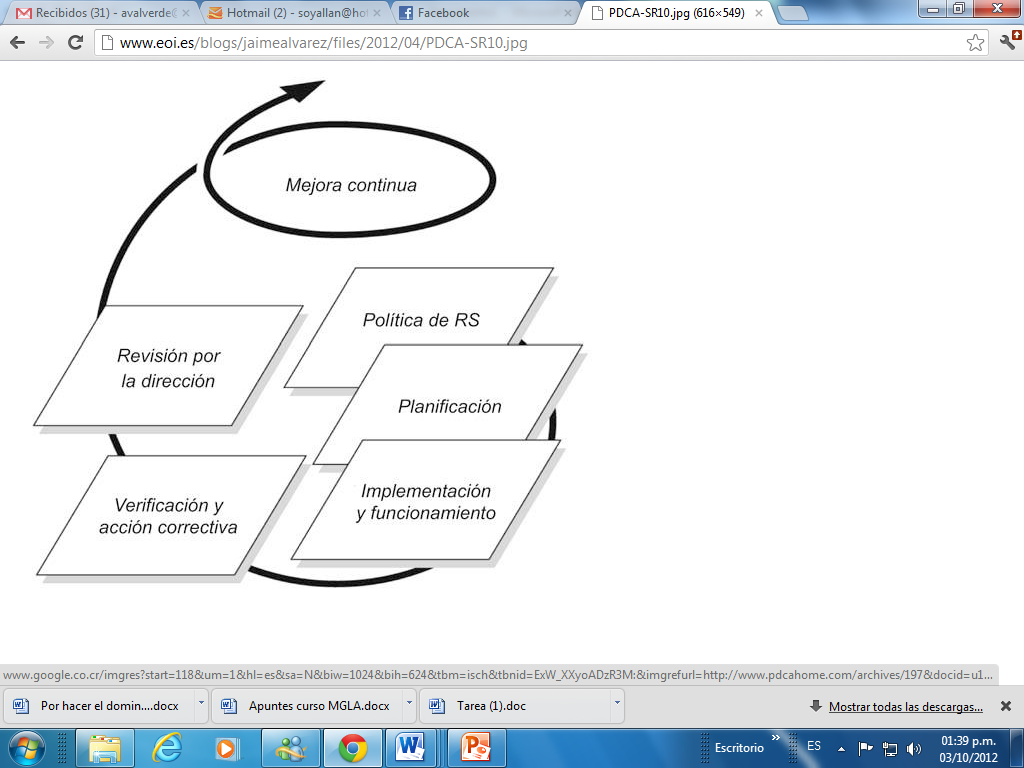 Recibidos (31) - avalverde@
Hotmail (2) - soyallan@ho
Facebook
PDCA-SR10.jpg (616×549)
www.eoi.es/blogs/jaimealvarez/files/2012/04/PDCA-SR10.jpg
Mejora continua
Política de RS
Revisión por
la dirección
Planificación
Implementación
y funcionamiento
Verificación y
acción correctiva
www.google.co.cr/imgres?start=118&um=1&hl=es&sa=N&biw=1024&bih=624&tbm=isch&tbnid=ExW_XXyoADzR3M:&imgrefurl=http://www.pdcahome.com/archives/197&docid=u1...
Por hacer el domin....docx
Apuntes curso MGLA.docx
Tarea (1).doc
Mostrar todas las descargas...
Escritorio
ES
01:39 p.m.
03/10/2012